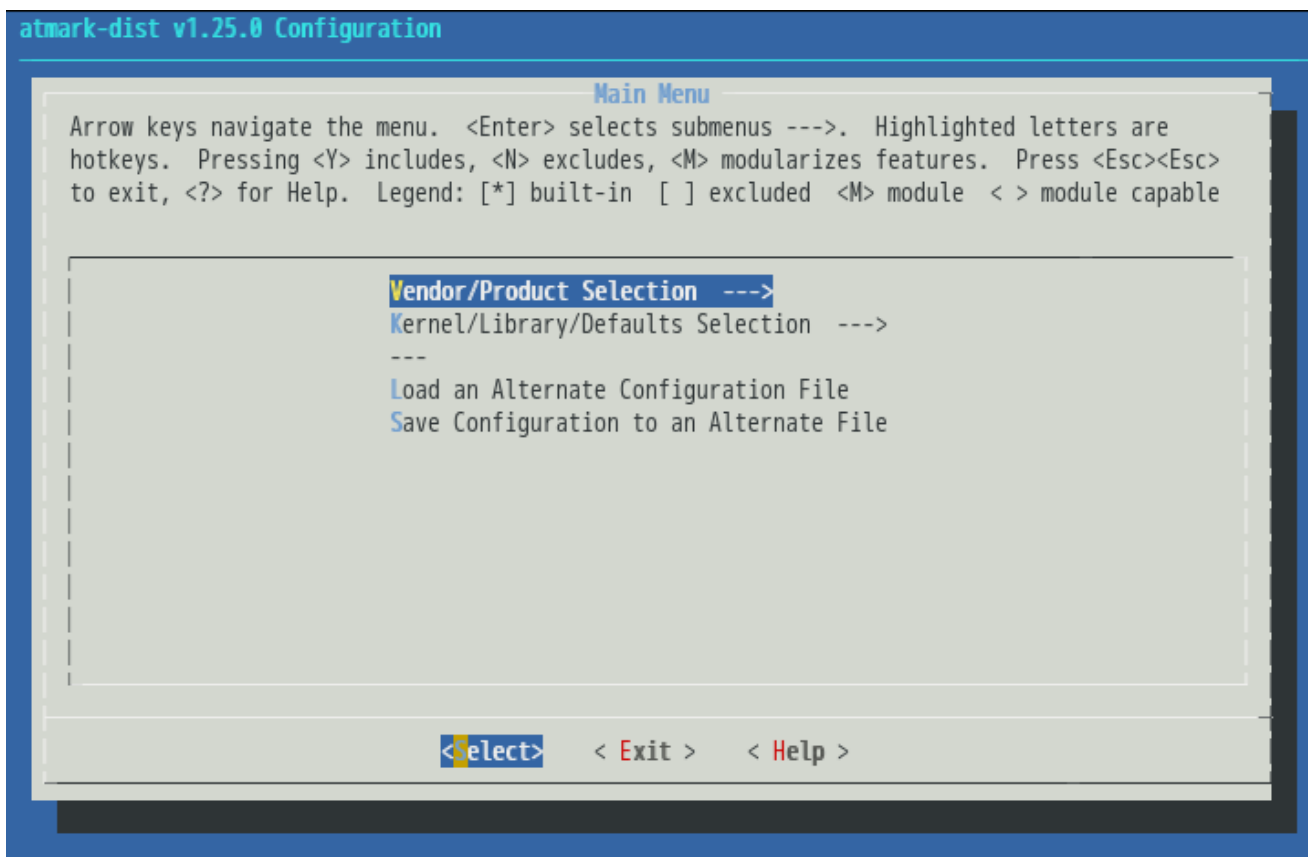 atmark-dist v1.25.0 Configuration
Main Menu
Arrow keys navigate the menu.  <Enter> selects submenus --->.  Highlighted letters are
hotkeys.  Pressing <Y> includes, <N> excludes, <M> modularizes features.  Press <Esc><Esc>
to exit, <?> for Help.  Legend: [*] built-in  [ ] excluded  <M> module  < > module capable
Vendor/Product Selection  --->
Kernel/Library/Defaults Selection  --->
---
Load an Alternate Configuration File
Save Configuration to an Alternate File
<Select>    < Exit >    < Help >